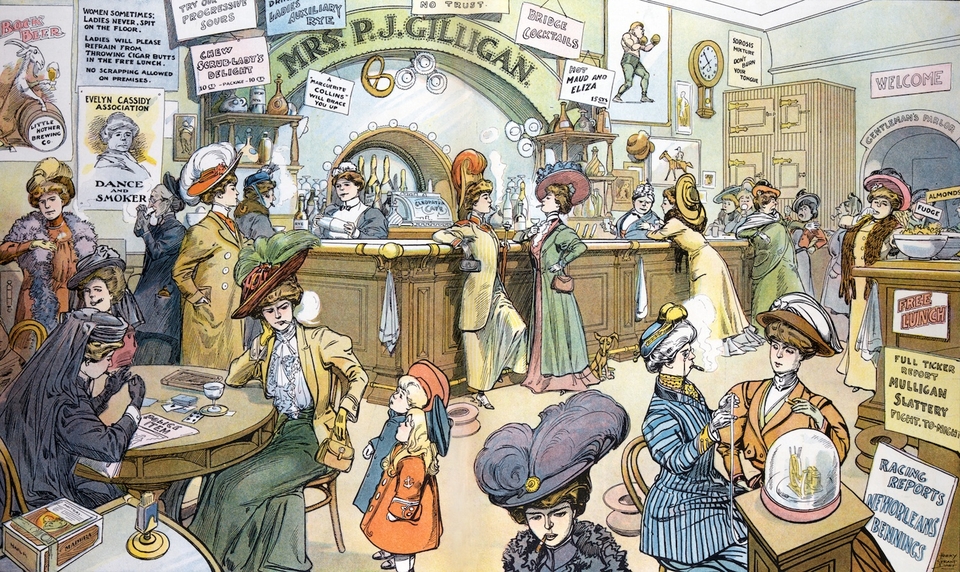 BOCK
BEER
LITTLE
MOTHER
BREWING
CO.
WOMEN SOMETIMES;
LADIES NEVER, SPIT
ON THE FLOOR.
LADIES WILL PLEASE
REFRAIN FROM
THROWING CIGAR BUTTS
IN THE FREE LUNCH.
NO SCRAPPING ALLOWED
ON PREMISES.
EVELYN CASSIDY
ASSOCIATION
DANCE
AND
SMOKER
TRY OUR
PROGRESSIVE
SOURS
CHEW
SCRUB-LADY'S
DELIGHT
10 ¢ - PACKAGE - 10 ¢
LADIES' AUXILIARY
RYE
NO TRUST.
MRS. P.J. GILLIGAN
A
"MARGUERITE
COLLINS"
WILL BRACE
YOU UP
BRIDGE
COCKTAILS
HOT
MAUD AND
ELIZA
15¢
SOROSIS
MIXTURE
DON'T
BURN
YOUR
TONGUE
WELCOME
GENTLEMAN'S PARLOR
ALMONDS
FUDGE
FREE
LUNCH
FULL TICKER
REPORT
MULLIGAN
SLATTERY
FIGHT. TO-NIGHT
RACING
REPORTS
NEW ORLEANS
BENNINGS